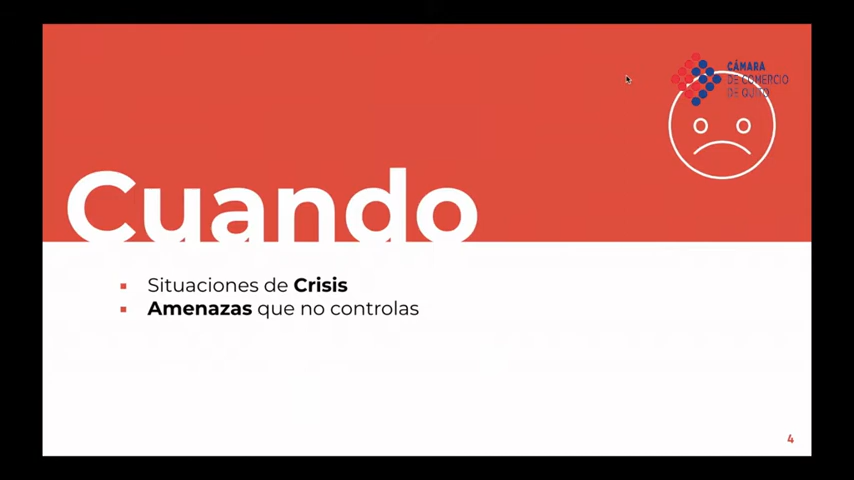 CÁMARA
DE COMERCIO
DE QUITO
Cuando
Situaciones de Crisis
Amenazas que no controlas
4